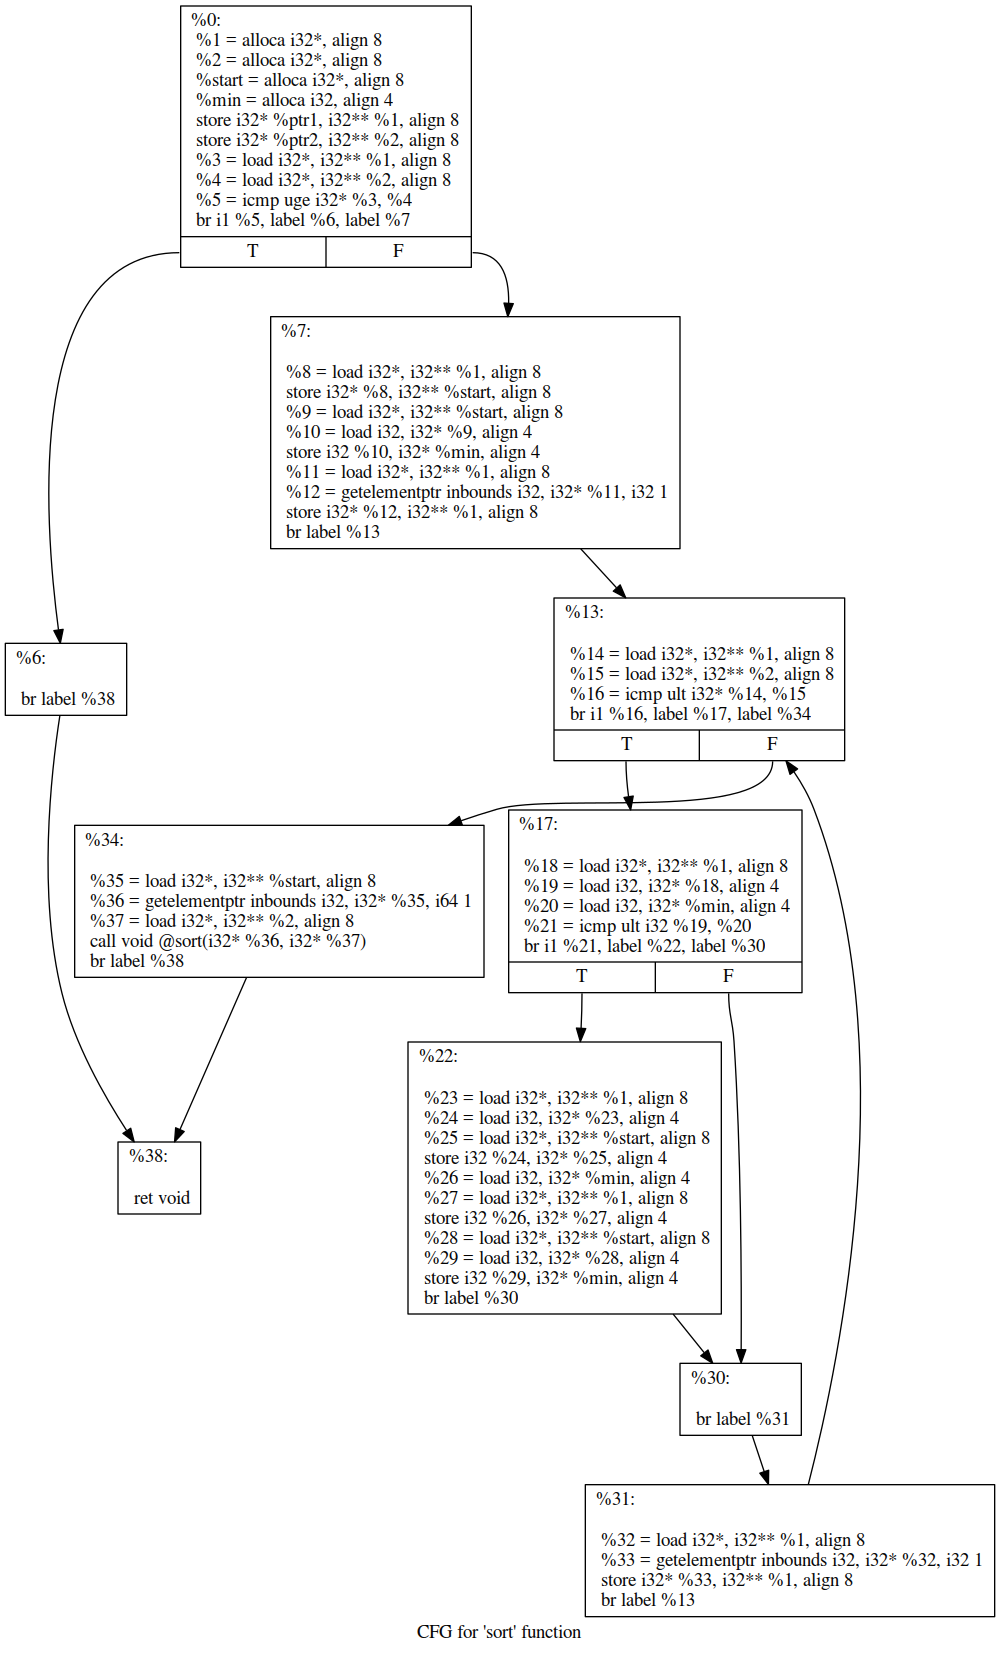 %0:
%1 = alloca i32*, align 8
%2 = alloca i32*, align 8
%start = alloca i32*, align 8
%min = alloca i32, align 4
store i32* %ptr1, i32** %1, align 8
store i32* %ptr2, i32** %2, align 8
%3 = load i32*, i32** %1, align 8
%4 = load i32*, i32** %2, align 8
%5 = icmp uge i32* %3, %4
br i1 %5, label %6, label %7
T F
%7:
%8 = load i32*, i32** %1, align 8
store i32* %8, i32** %start, align 8
%9 = load i32*, i32** %start, align 8
%10 = load i32, i32* %9, align 4
store i32 %10, i32* %min, align 4
%11 = load i32*, i32** %1, align 8
%12 = getelementptr inbounds i32, i32* %11, i32 1
store i32* %12, i32** %1, align 8
br label %13
%13:
%14 = load i32*, i32** %1, align 8
%15 = load i32*, i32** %2, align 8
%16 = icmp ult i32* %14, %15
br i1 %16, label %17, label %34
T F
%6:
br label %38
%34:
%35 = load i32*, i32** %start, align 8
%36 = getelementptr inbounds i32, i32* %35, i64 1
%37 = load i32*, i32** %2, align 8
call void @sort(i32* %36, i32* %37)
br label %38
%17:
%18 = load i32*, i32** %1, align 8
%19 = load i32, i32* %18, align 4
%20 = load i32, i32* %min, align 4
%21 = icmp ult i32 %19, %20
br i1 %21, label %22, label %30
T F
%22:
%23 = load i32*, i32** %1, align 8
%24 = load i32, i32* %23, align 4
%25 = load i32*, i32** %start, align 8
store i32 %24, i32* %25, align 4
%26 = load i32, i32* %min, align 4
%27 = load i32*, i32** %1, align 8
store i32 %26, i32* %27, align 4
%28 = load i32*, i32** %start, align 8
%29 = load i32, i32* %28, align 4
store i32 %29, i32* %min, align 4
br label %30
%38:
ret void
%30:
br label %31
%31:
%32 = load i32*, i32** %1, align 8
%33 = getelementptr inbounds i32, i32* %32, i32 1
store i32* %33, i32** %1, align 8
br label %13
CFG for 'sort' function